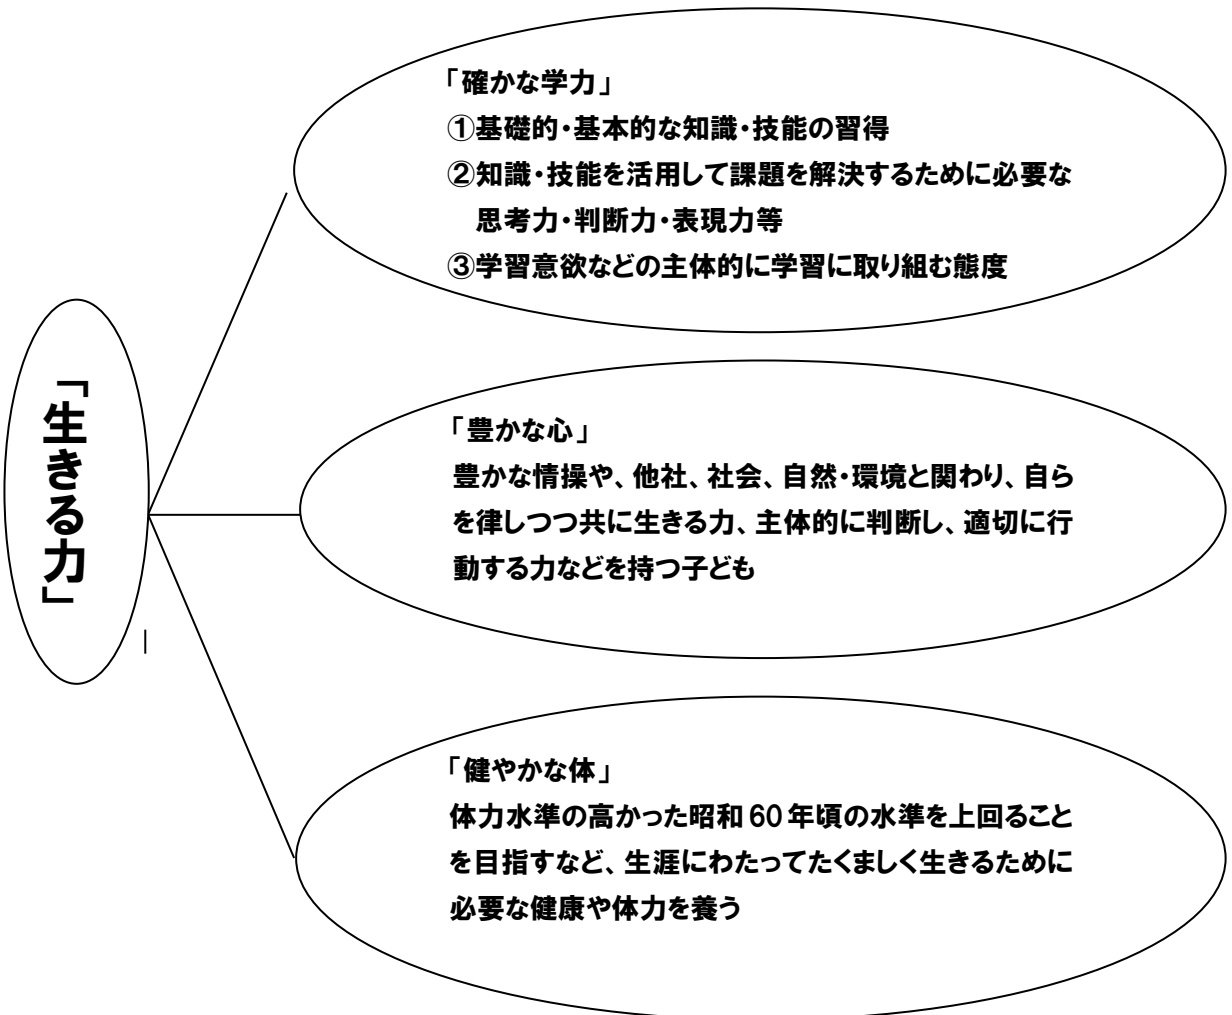 「生きる力」
「確かな学力」
①基礎的・基本的な知識・技能の習得
②知識・技能を活用して課題を解決するために必要な
思考力・判断力・表現力等
③学習意欲などの主体的に学習に取り組む態度
「豊かな心」
豊かな情操や、他社、社会、自然・環境と関わり、自ら
を律しつつ共に生きる力、主体的に判断し、適切に行
動する力などを持つ子ども
「健やかな体」
体力水準の高かった昭和60年頃の水準を上回ること
を目指すなど、生涯にわたってたくましく生きるために
必要な健康や体力を養う